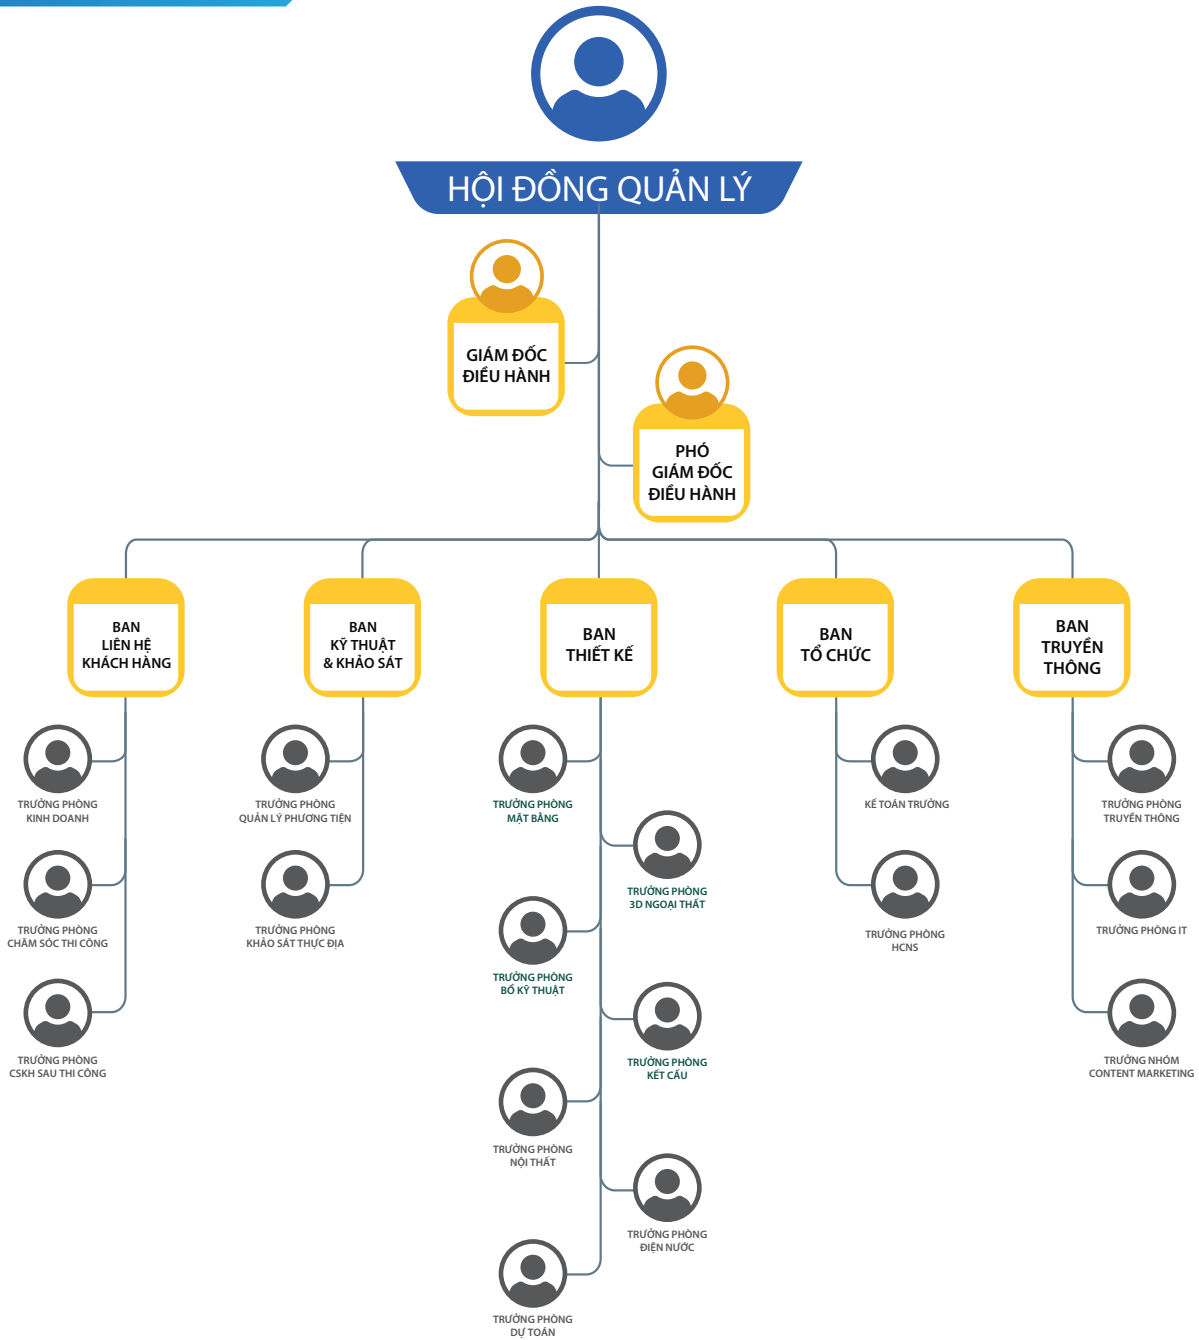 HỘI ĐỒNG QUẢN LÝ
GIÁM ĐỐC
ĐIỀU HÀNH
PHÓ
GIÁM ĐỐC
ĐIỀU HÀNH
BAN
LIÊN HỆ
KHÁCH HÀNG
BAN
KỸ THUẬT
& KHẢO SÁT
BAN
THIẾT KẾ
BAN
TỔ CHỨC
BAN
TRUYỀN
THÔNG
TRƯỞNG PHÒNG
KINH DOANH
TRƯỞNG PHÒNG
CHĂM SÓC THI CÔNG
TRƯỞNG PHÒNG
CSKH SAU THI CÔNG
TRƯỞNG PHÒNG
QUẢN LÝ PHƯƠNG TIỆN
TRƯỞNG PHÒNG
KHẢO SÁT THỰC ĐỊA
TRƯỞNG PHÒNG
MẶT BẰNG
TRƯỞNG PHÒNG
3D NGOẠI THẤT
TRƯỞNG PHÒNG
BỔ KỸ THUẬT
TRƯỞNG PHÒNG
KẾT CẤU
TRƯỞNG PHÒNG
NỘI THẤT
TRƯỞNG PHÒNG
ĐIỆN NƯỚC
TRƯỞNG PHÒNG
DỰ TOÁN
KẾ TOÁN TRƯỞNG
TRƯỞNG PHÒNG
HCNS
TRƯỞNG PHÒNG
TRUYỀN THÔNG
TRƯỞNG PHÒNG IT
TRƯỞNG NHÓM
CONTENT MARKETING